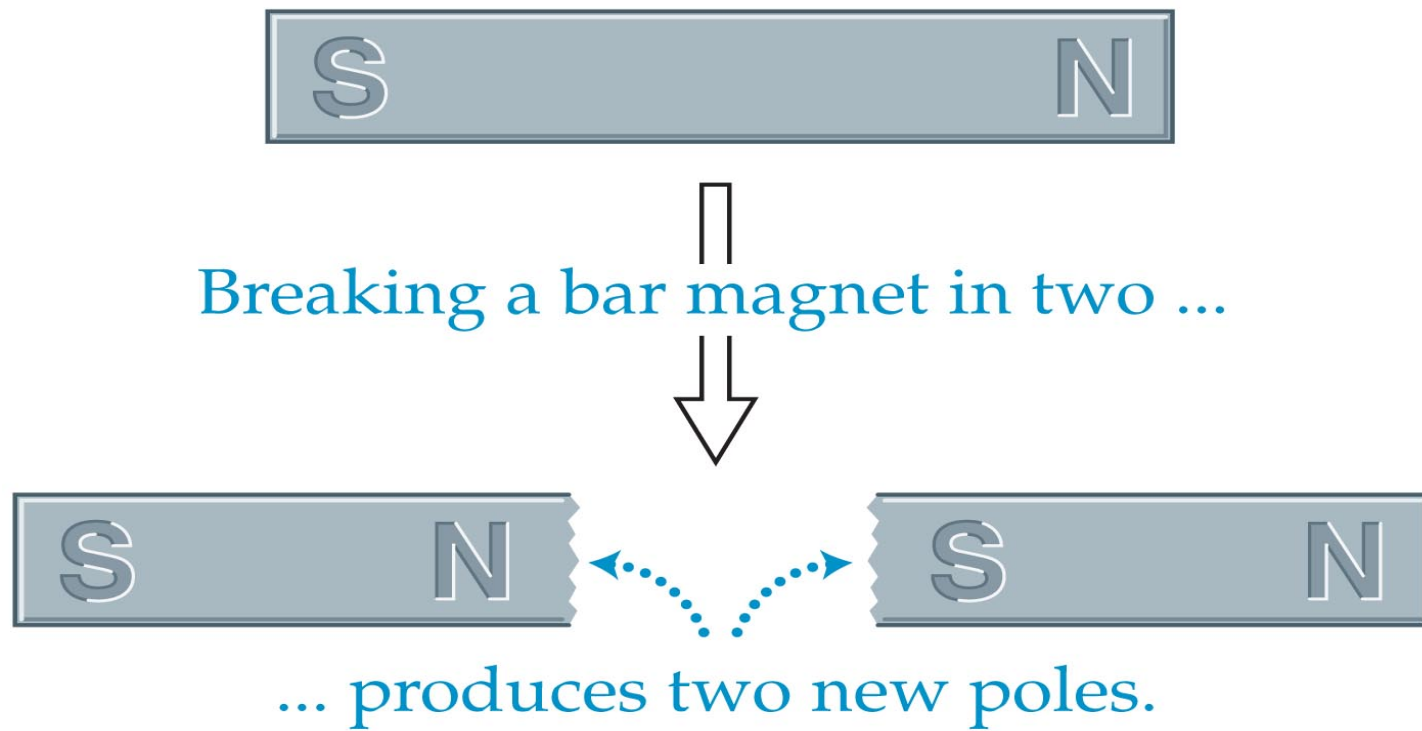 S N
Breaking a bar magnet in two ...
S N S N
... produces two new poles.